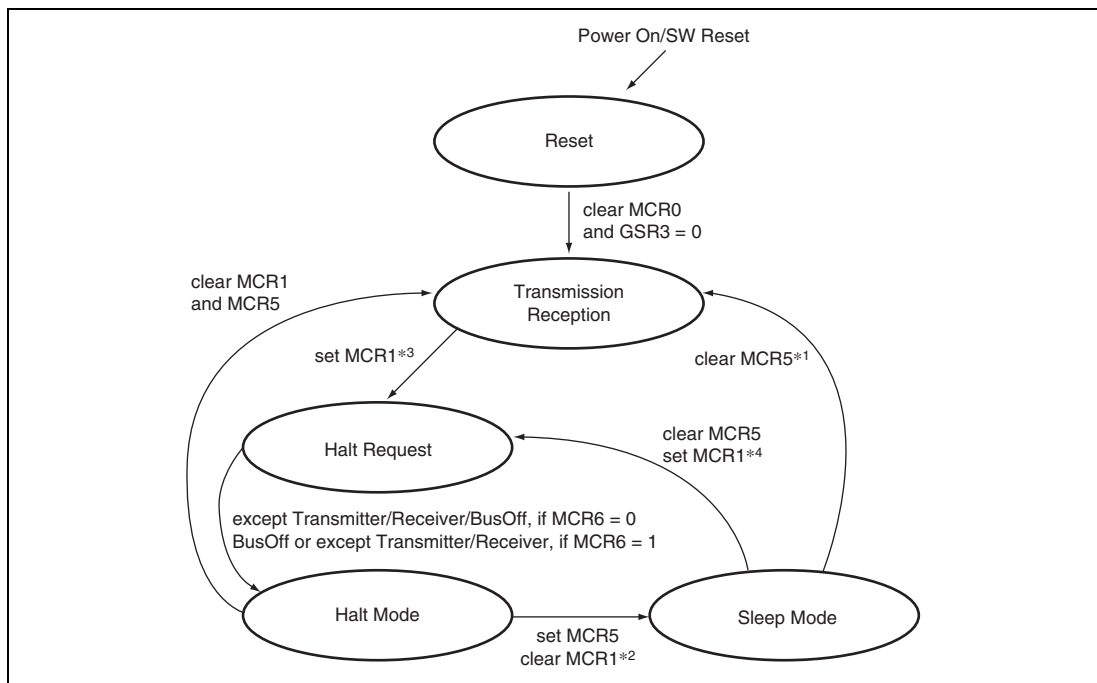 Power On/SW Reset
Reset
clear MCR0
and GSR3 = 0
clear MCR1
and MCR5
Transmission
Reception
set MCR1*3
clear MCR5*1
Halt Request
clear MCR5
set MCR1*4
except Transmitter/Receiver/BusOff, if MCR6 = 0
BusOff or except Transmitter/Receiver, if MCR6 = 1
Halt Mode
Sleep Mode
set MCR5
clear MCR1*2